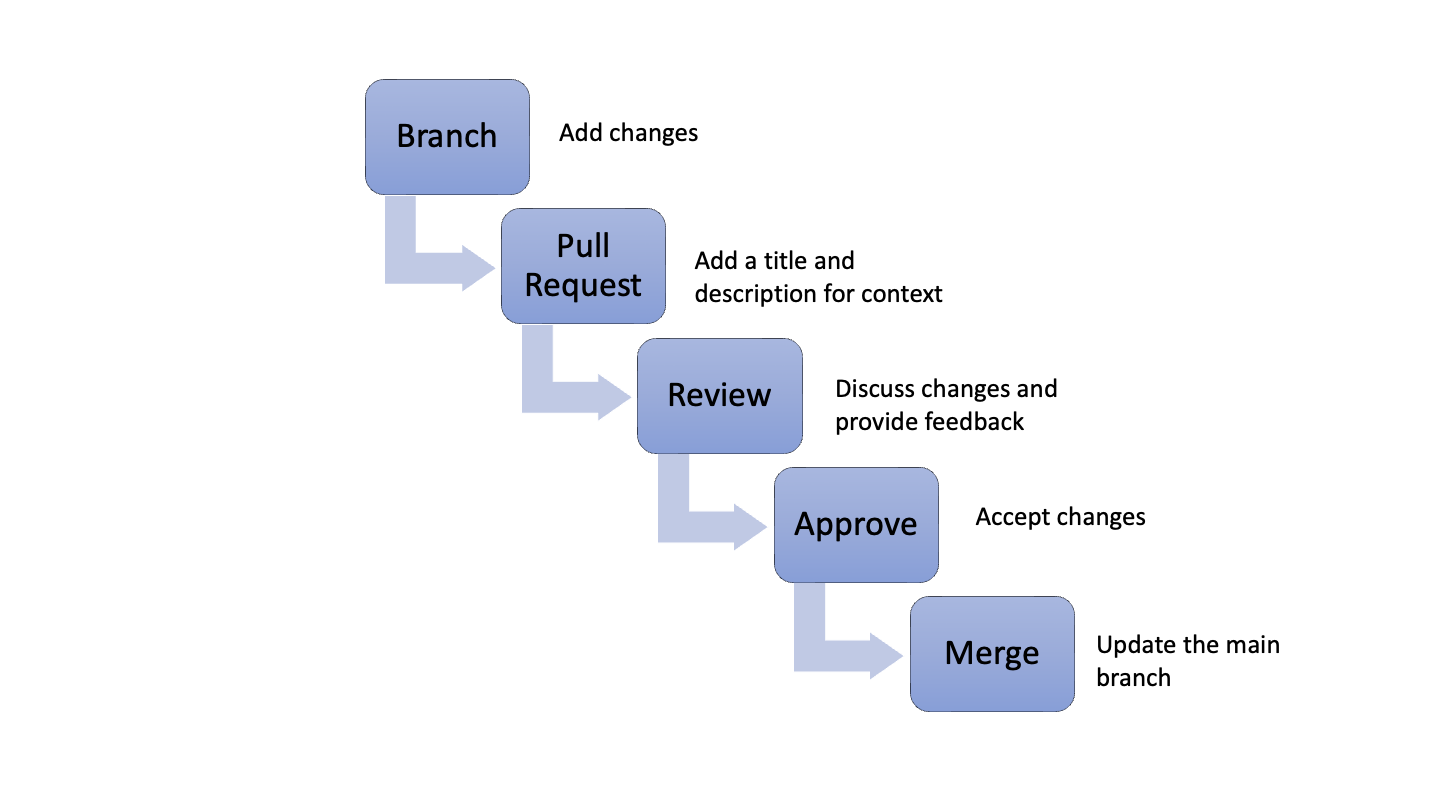 Branch
Add changes
Pull
Request
Add a title and
description for context
Review
Discuss changes and
provide feedback
Approve
Accept changes
Merge
Update the main
branch